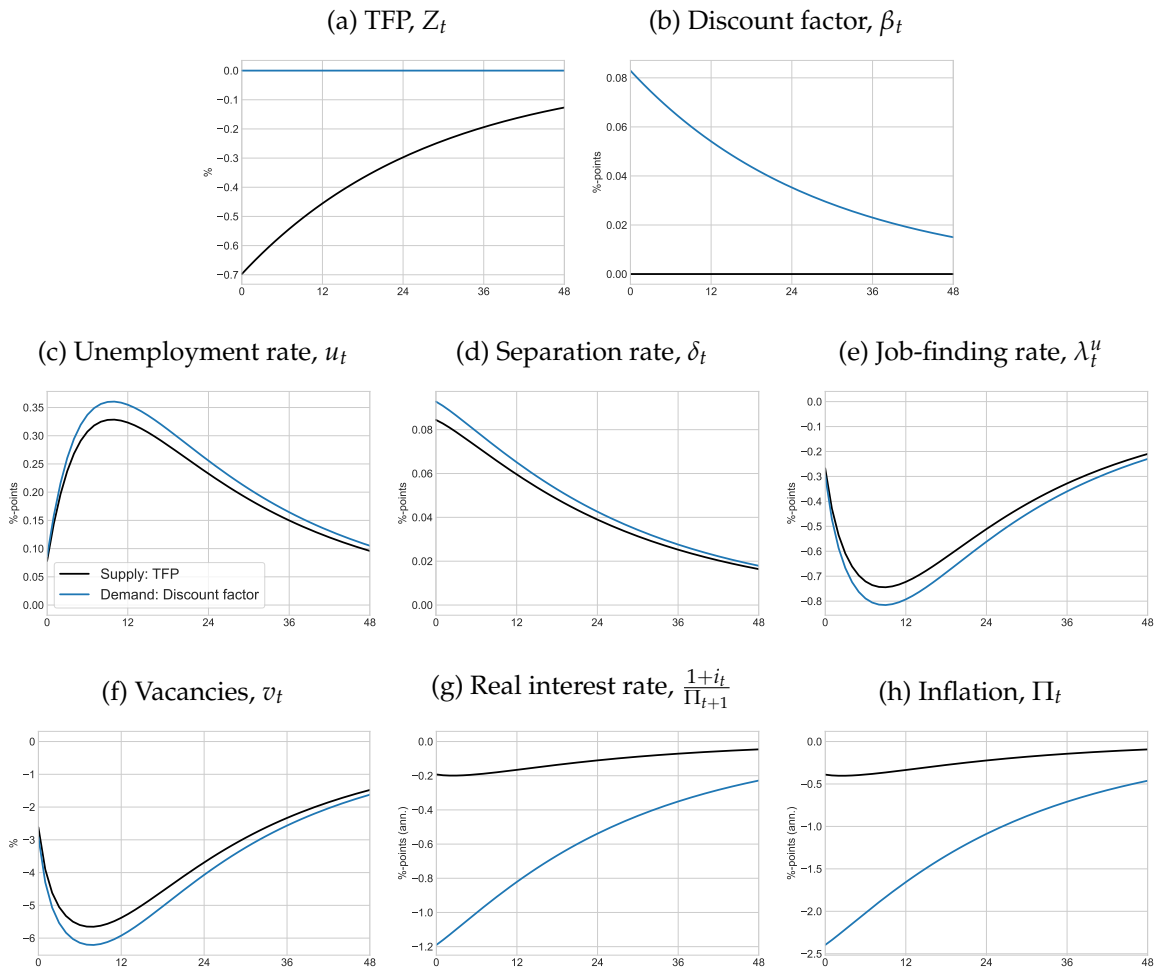 (a) TFP, Z_t
(b) Discount factor, β_t
0.0
−0.1
−0.2
−0.3
−0.4
−0.5
−0.6
−0.7
%
0 12 24 36 48
0.08
0.06
0.04
0.02
0.00
%-points
0 12 24 36 48
(c) Unemployment rate, u_t
(d) Separation rate, δ_t
(e) Job-finding rate, λ_t^u
0.35
0.30
0.25
0.20
0.15
0.10
0.05
0.00
%-points
Supply: TFP
Demand: Discount factor
0 12 24 36 48
0.08
0.06
0.04
0.02
0.00
%-points
0 12 24 36 48
0.0
−0.1
−0.2
−0.3
−0.4
−0.5
−0.6
−0.7
−0.8
%-points
0 12 24 36 48
(f) Vacancies, v_t
(g) Real interest rate, \frac{1+i_t}{Π_{t+1}}
(h) Inflation, Π_t
0
−1
−2
−3
−4
−5
−6
%
0 12 24 36 48
0.0
−0.2
−0.4
−0.6
−0.8
−1.0
−1.2
%-points (ann.)
0 12 24 36 48
0.0
−0.5
−1.0
−1.5
−2.0
−2.5
%-points (ann.)
0 12 24 36 48